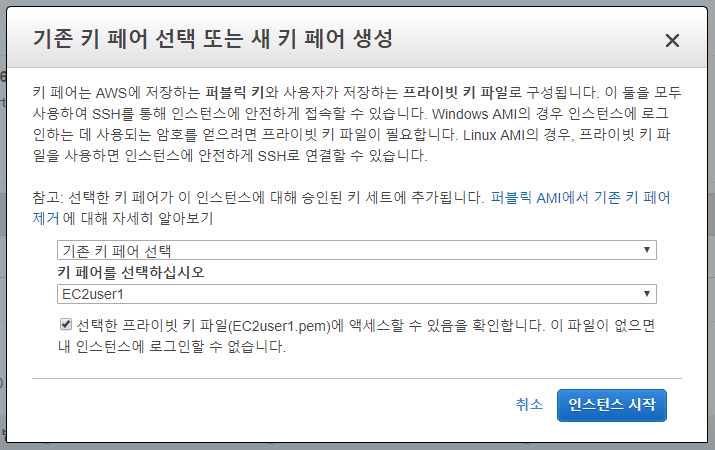 기존 키 페어 선택 또는 새 키 페어 생성
키 페어는 AWS에 저장하는 퍼블릭 키와 사용자가 저장하는 프라이빗 키 파일로 구성됩니다. 이 둘을 모두
사용하여 SSH를 통해 인스턴스에 안전하게 접속할 수 있습니다. Windows AMI의 경우 인스턴스에 로그
인하는 데 사용되는 암호를 얻으려면 프라이빗 키 파일이 필요합니다. Linux AMI의 경우, 프라이빗 키 파
일을 사용하면 인스턴스에 안전하게 SSH로 연결할 수 있습니다.
참고: 선택한 키 페어가 이 인스턴스에 대해 승인된 키 세트에 추가됩니다. 퍼블릭 AMI에서 기존 키 페어
제거 에 대해 자세히 알아보기
기존 키 페어 선택
키 페어를 선택하십시오
EC2user1
선택한 프라이빗 키 파일(EC2user1.pem)에 액세스할 수 있음을 확인합니다. 이 파일이 없으면
내 인스턴스에 로그인할 수 없습니다.
취소 인스턴스 시작